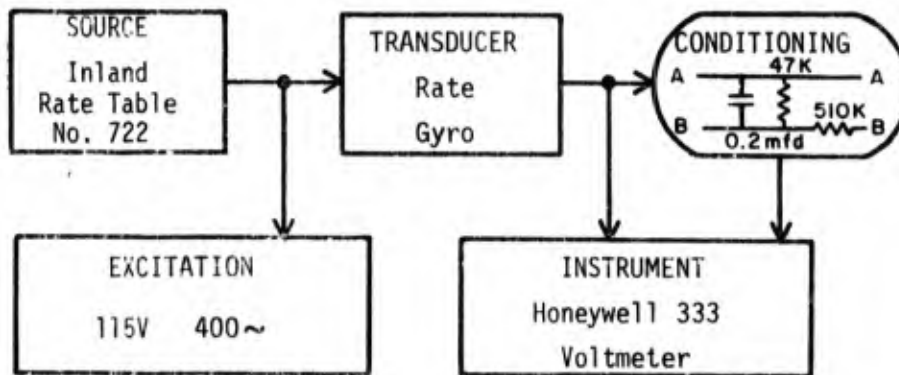 SOURCE
Inland
Rate Table
No. 722
TRANSDUCER
Rate
Gyro
CONDITIONING
47K
A A
510K
B B
0.2mfd
EXCITATION
115V 400~
INSTRUMENT
Honeywell 333
Voltmeter